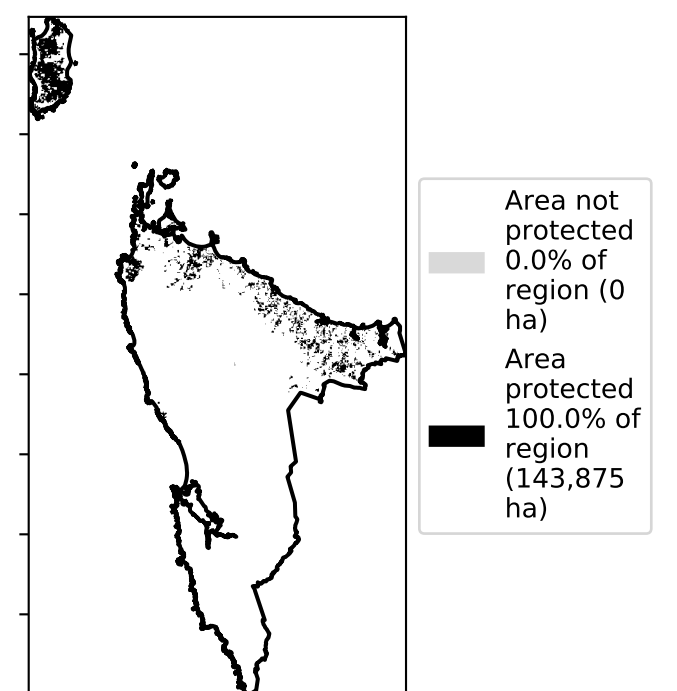 Area not
protected
0.0% of
region (0
ha)
Area
protected
100.0% of
region
(143,875
ha)